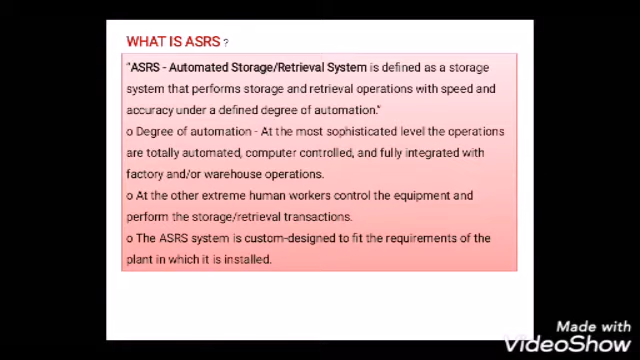 WHAT IS ASRS ?
"ASRS - Automated Storage/Retrieval System is defined as a storage
system that performs storage and retrieval operations with speed and
accuracy under a defined degree of automation."
o Degree of automation - At the most sophisticated level the operations
are totally automated, computer controlled, and fully integrated with
factory and/or warehouse operations.
o At the other extreme human workers control the equipment and
perform the storage/retrieval transactions.
o The ASRS system is custom-designed to fit the requirements of the
plant in which it is installed.
Made with
VideoShow